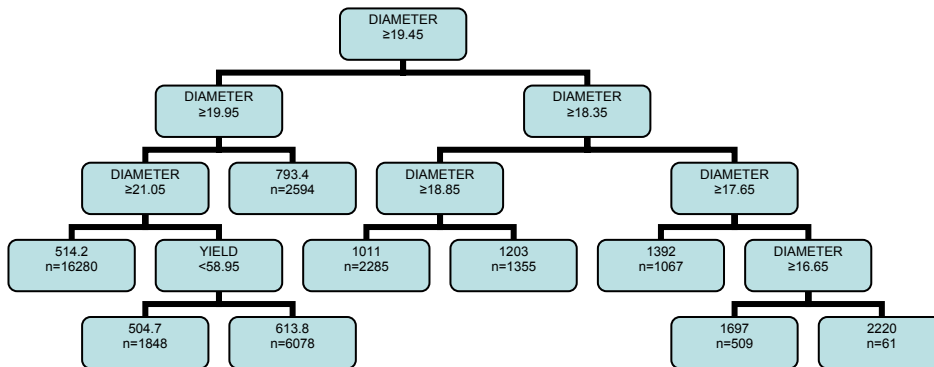 DIAMETER
≥19.45
DIAMETER
≥19.95
DIAMETER
≥18.35
DIAMETER
≥21.05
793.4
n=2594
DIAMETER
≥18.85
DIAMETER
≥17.65
514.2
n=16280
YIELD
<58.95
1011
n=2285
1203
n=1355
1392
n=1067
DIAMETER
≥16.65
504.7
n=1848
613.8
n=6078
1697
n=509
2220
n=61